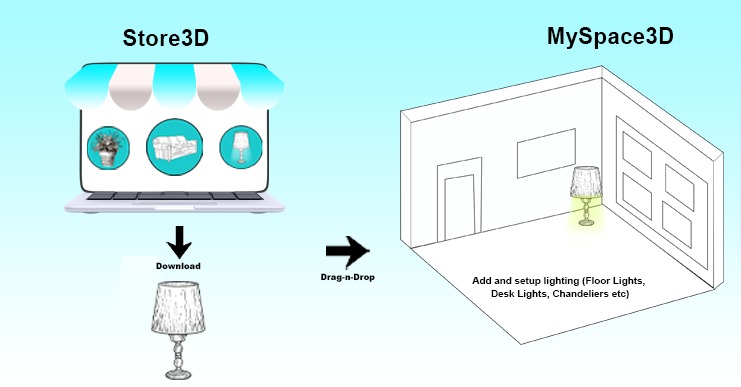 Store3D
MySpace3D
Download
Drag-n-Drop
Add and setup lighting (Floor Lights,
Desk Lights, Chandeliers etc)